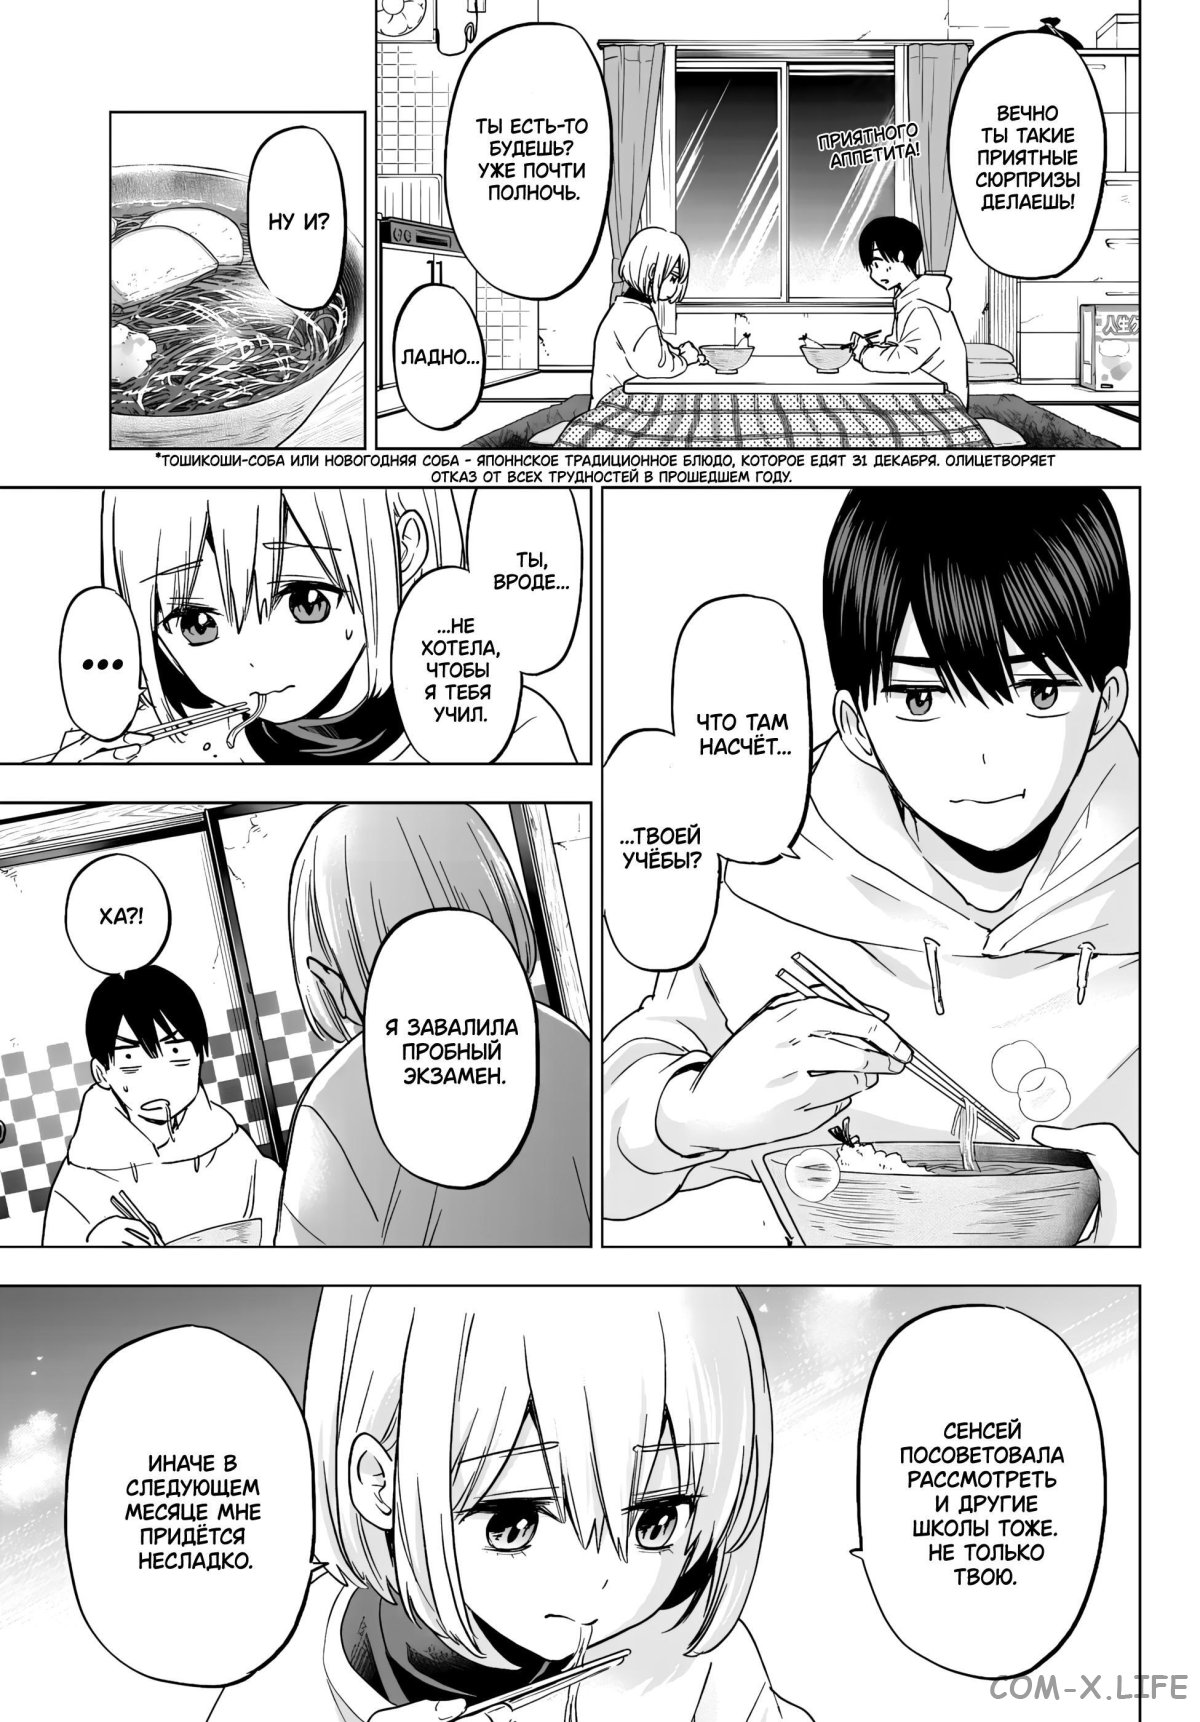 ВЕЧНО
ТЫ ТАКИЕ
ПРИЯТНЫЕ
СЮРПРИЗЫ
ДЕЛАЕШЬ!
ПРИЯТНОГО
АППЕТИТА!
ТЫ ЕСТЬ-ТО
БУДЕШЬ?
УЖЕ ПОЧТИ
ПОЛНОЧЬ.
ЛАДНО...
人生ゲ
НУ И?
*ТОШИКОШИ-СОБА ИЛИ НОВОГОДНЯЯ СОБА - ЯПОННСКОЕ ТРАДИЦИОННОЕ БЛЮДО, КОТОРОЕ ЕДЯТ 31 ДЕКАБРЯ. ОЛИЦЕТВОРЯЕТ
ОТКАЗ ОТ ВСЕХ ТРУДНОСТЕЙ В ПРОШЕДШЕМ ГОДУ.
ЧТО ТАМ
НАСЧЁТ...
...ТВОЕЙ
УЧЁБЫ?
ТЫ,
ВРОДЕ...
...НЕ
ХОТЕЛА,
ЧТОБЫ
Я ТЕБЯ
УЧИЛ.
...
Я ЗАВАЛИЛА
ПРОБНЫЙ
ЭКЗАМЕН.
ХА?!
СЕНСЕЙ
ПОСОВЕТОВАЛА
РАССМОТРЕТЬ
И ДРУГИЕ
ШКОЛЫ ТОЖЕ.
НЕ ТОЛЬКО
ТВОЮ.
ИНАЧЕ В
СЛЕДУЮЩЕМ
МЕСЯЦЕ МНЕ
ПРИДЁТСЯ
НЕСЛАДКО.
COM-X.LIFE